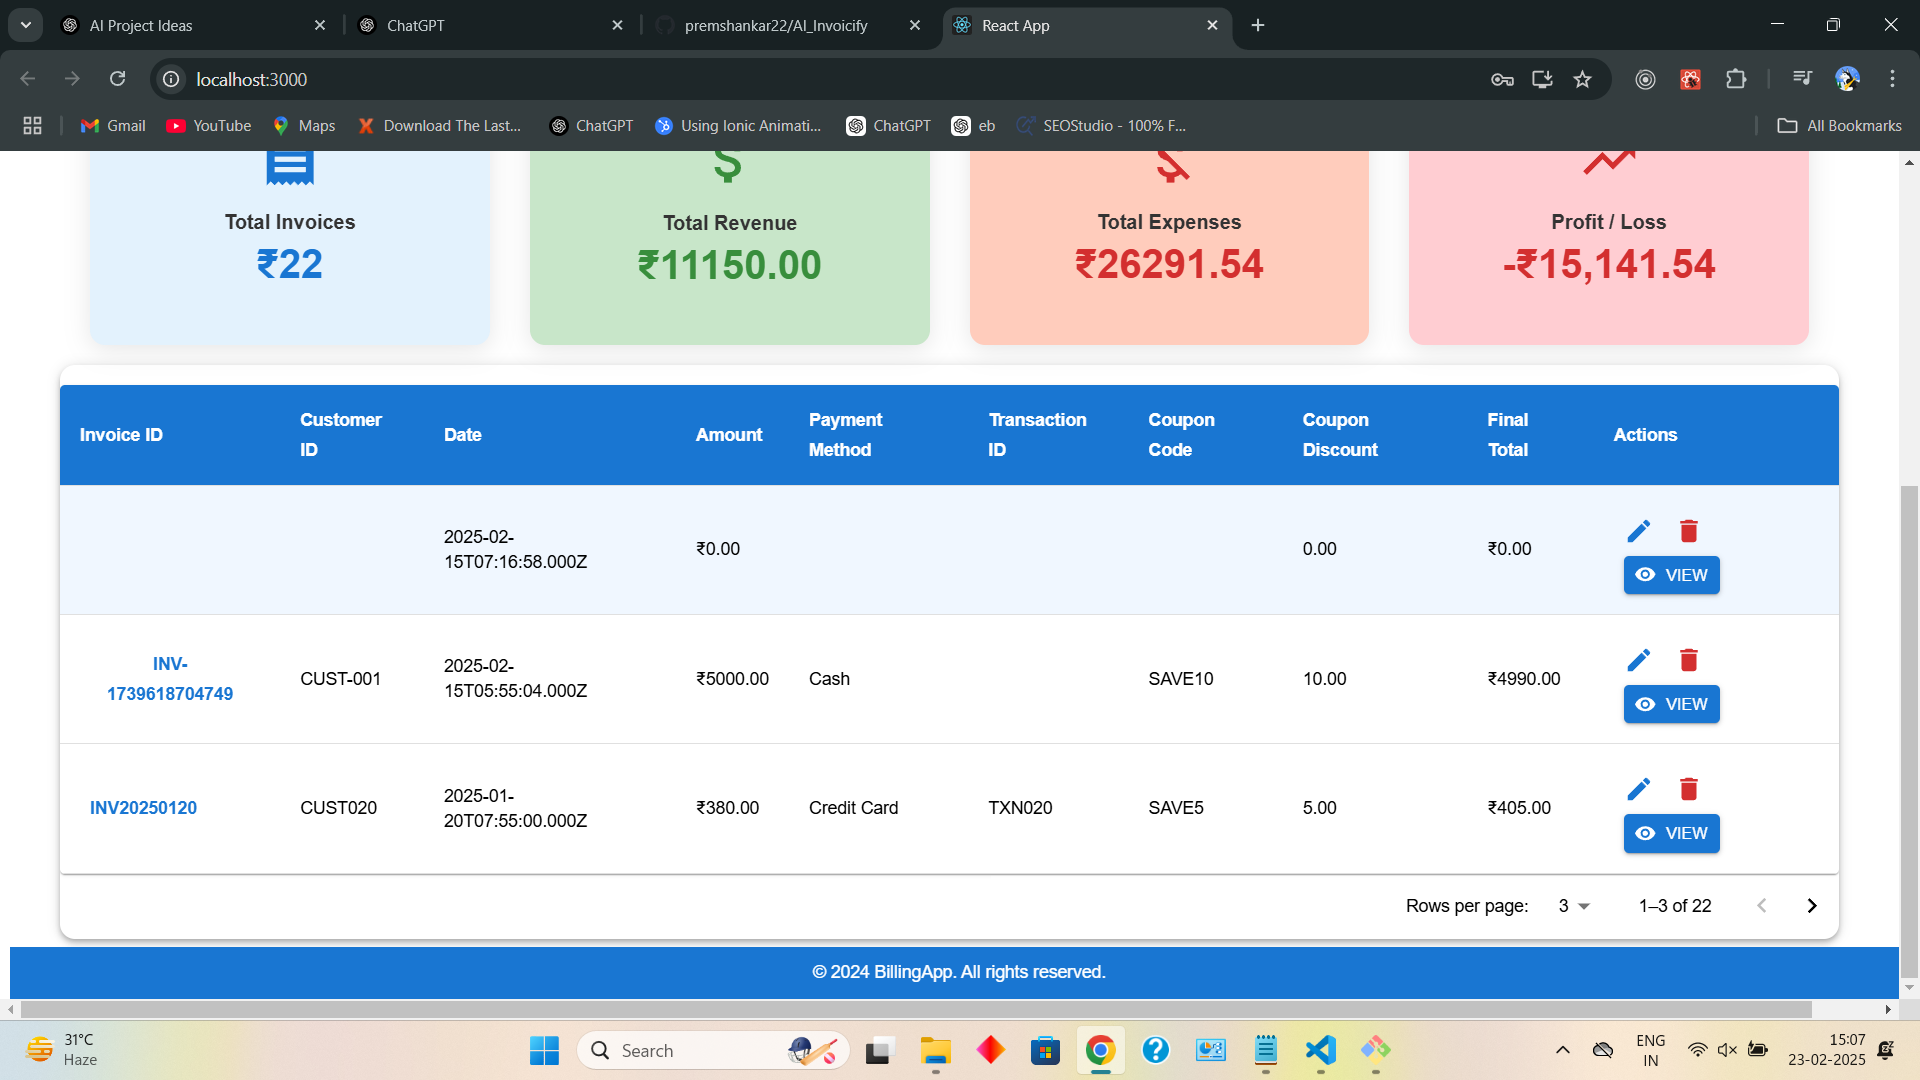 AI Project Ideas
ChatGPT
premshankar22/AI_Invoicify
React App
localhost:3000
Gmail
YouTube
Maps
Download The Last...
ChatGPT
Using Ionic Animati...
ChatGPT
eb
SEOStudio - 100% F...
All Bookmarks
Total Invoices
₹22
Total Revenue
₹11150.00
Total Expenses
₹26291.54
Profit / Loss
-₹15,141.54
Invoice ID
Customer
ID
Date
Amount
Payment
Method
Transaction
ID
Coupon
Code
Coupon
Discount
Final
Total
Actions
2025-02-
15T07:16:58.000Z
₹0.00
0.00
₹0.00
VIEW
INV-
1739618704749
CUST-001
2025-02-
15T05:55:04.000Z
₹5000.00
Cash
SAVE10
10.00
₹4990.00
VIEW
INV20250120
CUST020
2025-01-
20T07:55:00.000Z
₹380.00
Credit Card
TXN020
SAVE5
5.00
₹405.00
VIEW
Rows per page:
3
1–3 of 22
© 2024 BillingApp. All rights reserved.
31°C
Haze
Search
ENG
IN
15:07
23-02-2025